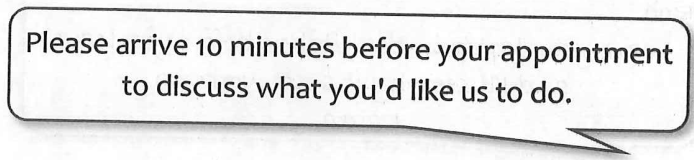 Please arrive 10 minutes before your appointment
to discuss what you'd like us to do.